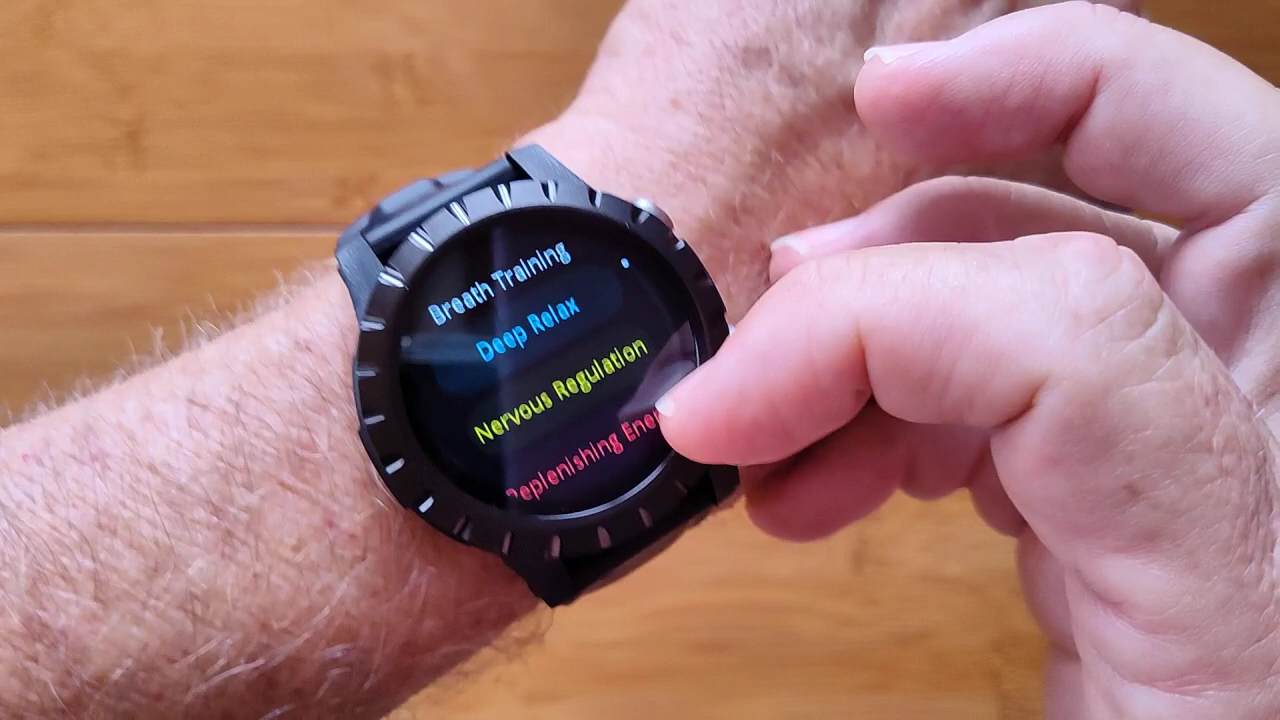 Breath Training
Deep Relax
Nervous Regulation
Replenishing